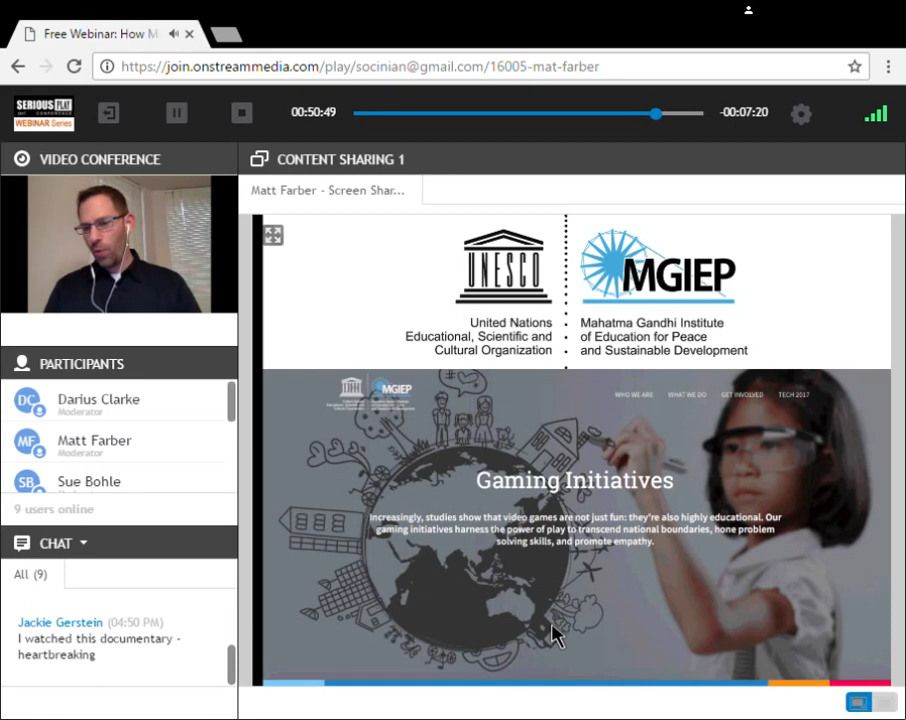 Free Webinar: How M
https://join.onstreammedia.com/play/socinian@gmail.com/16005-mat-farber
SERIOUS PLAY
CONFERENCE
WEBINAR Series
00:50:49
-00:07:20
VIDEO CONFERENCE
CONTENT SHARING 1
Matt Farber - Screen Shar...
UNESCO
MGIEP
United Nations
Educational, Scientific and
Cultural Organization
Mahatma Gandhi Institute
of Education for Peace
and Sustainable Development
PARTICIPANTS
DC
Darius Clarke
Moderator
MF
Matt Farber
Moderator
SB
Sue Bohle
9 users online
MGIEP
WHO WE ARE
WHAT WE DO
GET INVOLVED
TECH 2017
Gaming Initiatives
Increasingly, studies show that video games are not just fun: they're also highly educational. Our
gaming initiatives harness the power of play to transcend national boundaries, hone problem
solving skills, and promote empathy.
CHAT
All (9)
Jackie Gerstein (04:50 PM)
I watched this documentary -
heartbreaking